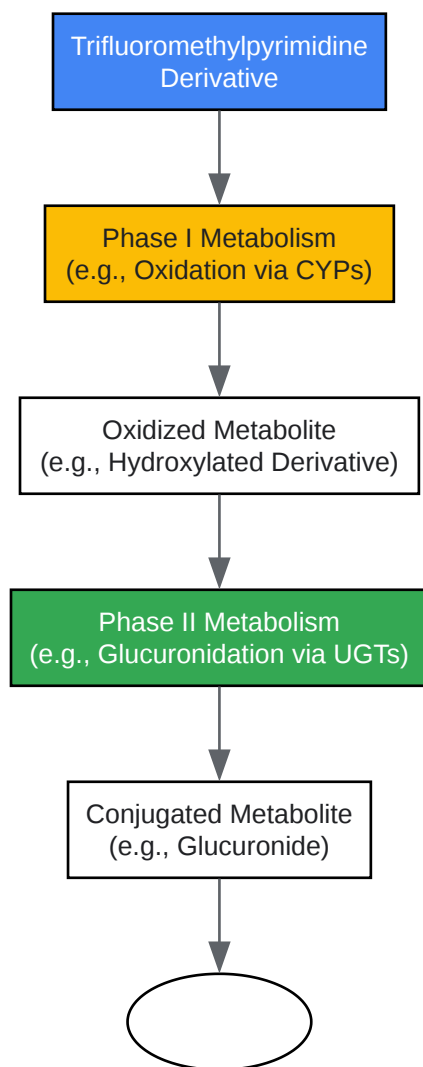 Trifluoromethylpyrimidine
Derivative
Phase I Metabolism
(e.g., Oxidation via CYPs)
Oxidized Metabolite
(e.g., Hydroxylated Derivative)
Phase II Metabolism
(e.g., Glucuronidation via UGTs)
Conjugated Metabolite
(e.g., Glucuronide)